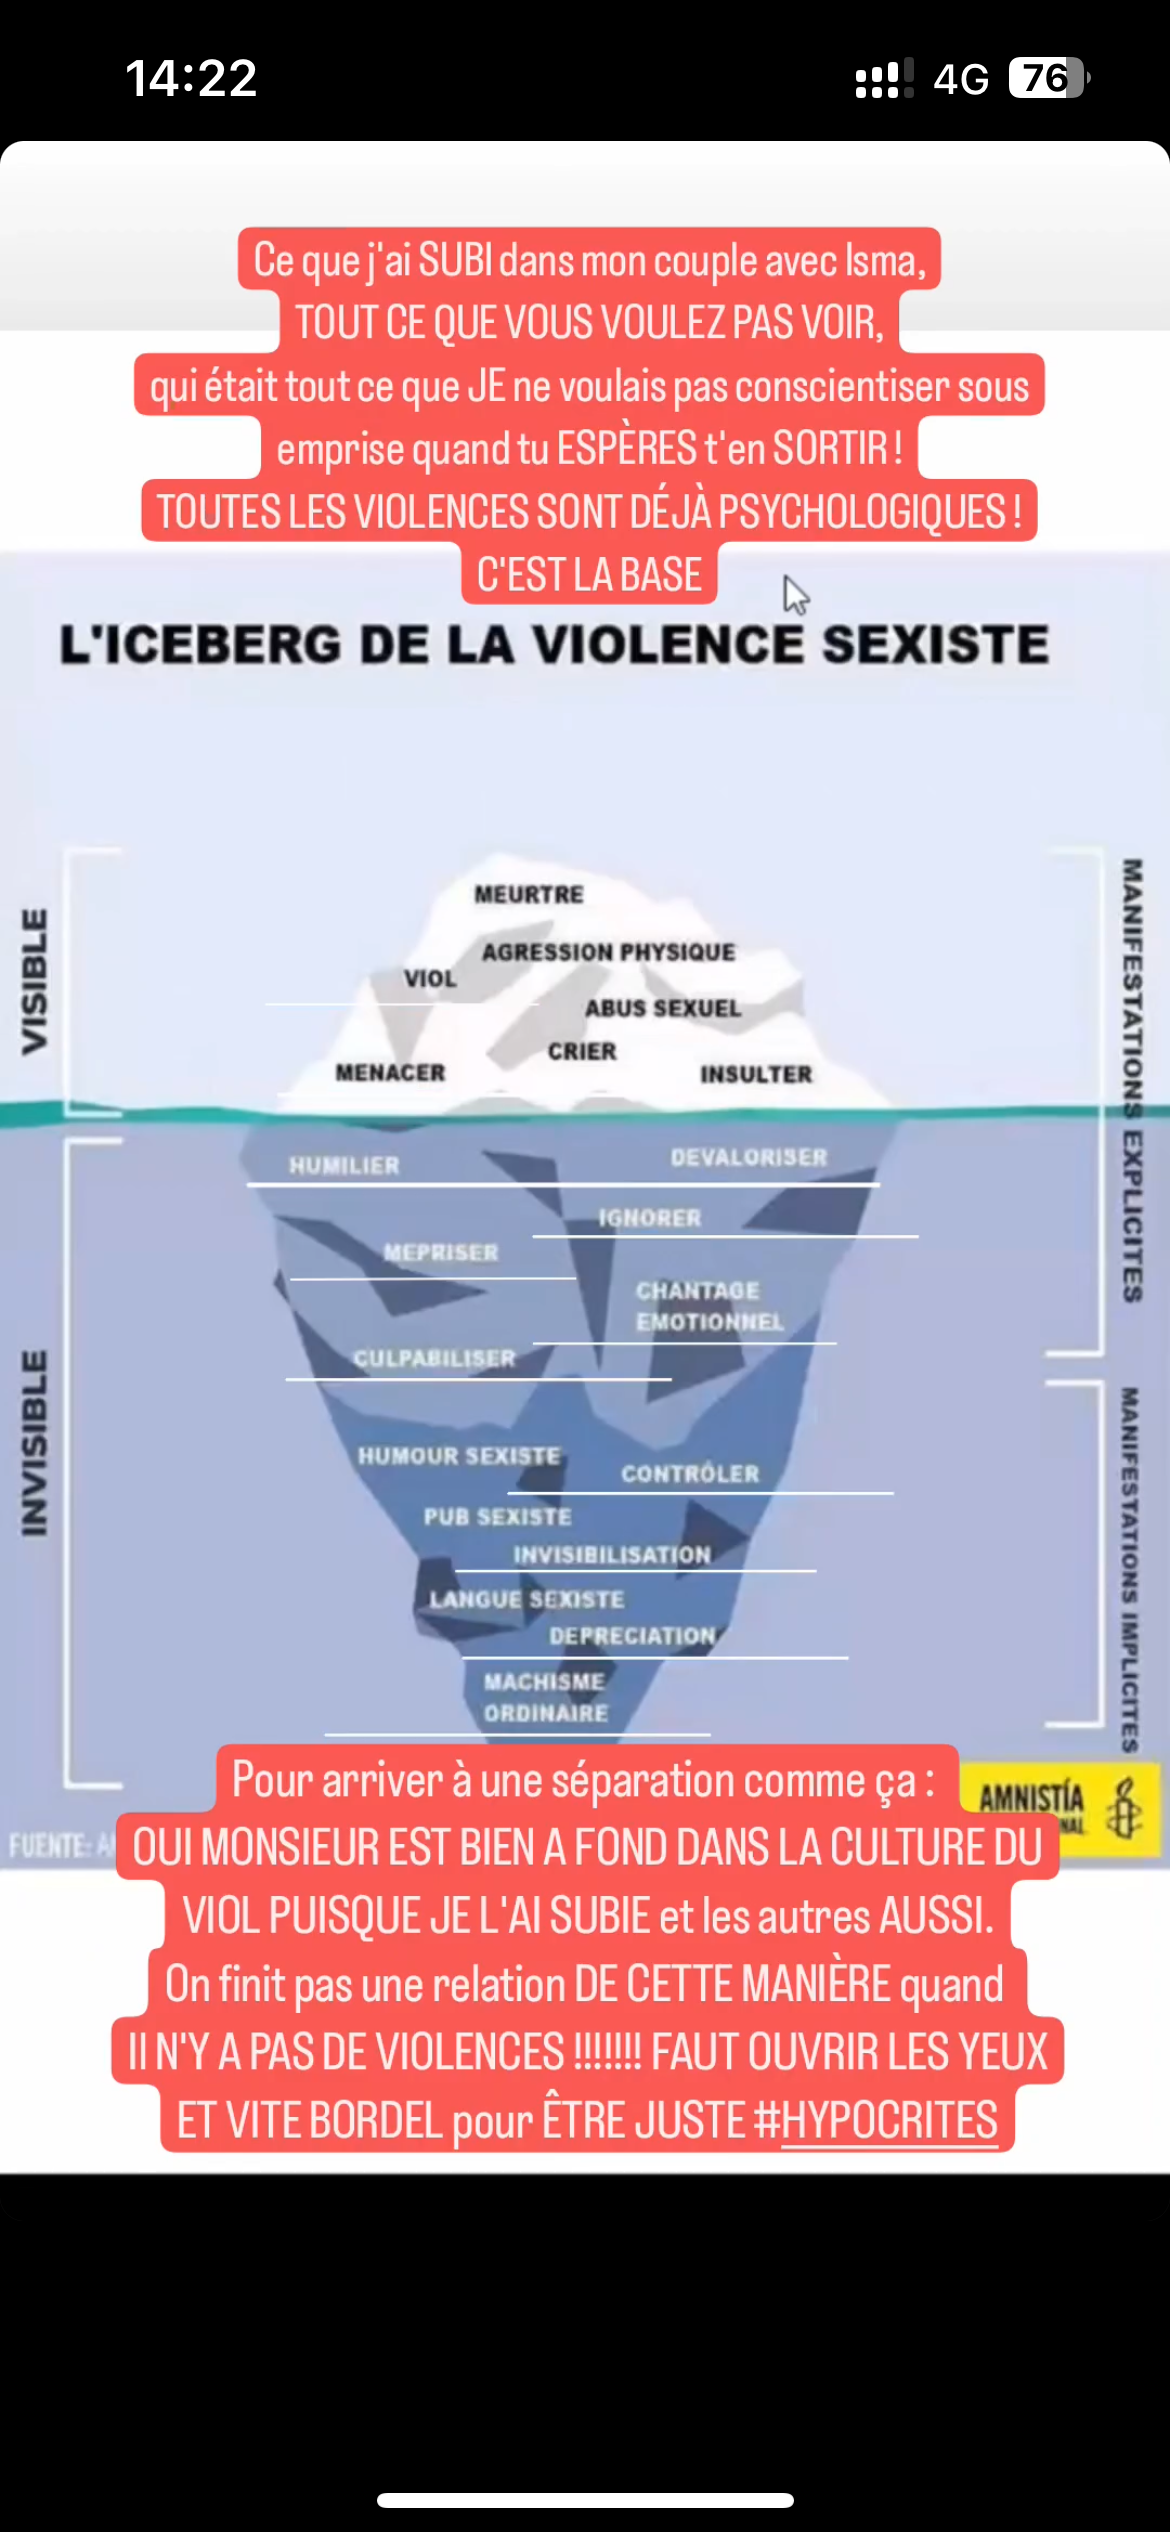 14:22
4G 76
Ce que j'ai SUBI dans mon couple avec Isma,
TOUT CE QUE VOUS VOULEZ PAS VOIR,
qui était tout ce que JE ne voulais pas conscientiser sous
emprise quand tu ESPÈRES t'en SORTIR !
TOUTES LES VIOLENCES SONT DÉJÀ PSYCHOLOGIQUES !
C'EST LA BASE
L'ICEBERG DE LA VIOLENCE SEXISTE
VISIBLE
MANIFESTATIONS EXPLICITES
MEURTRE
AGRESSION PHYSIQUE
VIOL
ABUS SEXUEL
CRIER
MENACER
INSULTER
INVISIBLE
MANIFESTATIONS IMPLICITES
HUMILIER
DEVALORISER
IGNORER
MEPRISER
CHANTAGE
EMOTIONNEL
CULPABILISER
HUMOUR SEXISTE
CONTRÔLER
PUB SEXISTE
INVISIBILISATION
LANGUE SEXISTE
DEPRECIATION
MACHISME
ORDINAIRE
Pour arriver à une séparation comme ça :
OUI MONSIEUR EST BIEN A FOND DANS LA CULTURE DU
VIOL PUISQUE JE L'AI SUBIE et les autres AUSSI.
On finit pas une relation DE CETTE MANIÈRE quand
Il N'Y A PAS DE VIOLENCES !!!!!!! FAUT OUVRIR LES YEUX
ET VITE BORDEL pour ÊTRE JUSTE #HYPOCRITES
AMNISTÍA
FUENTE: